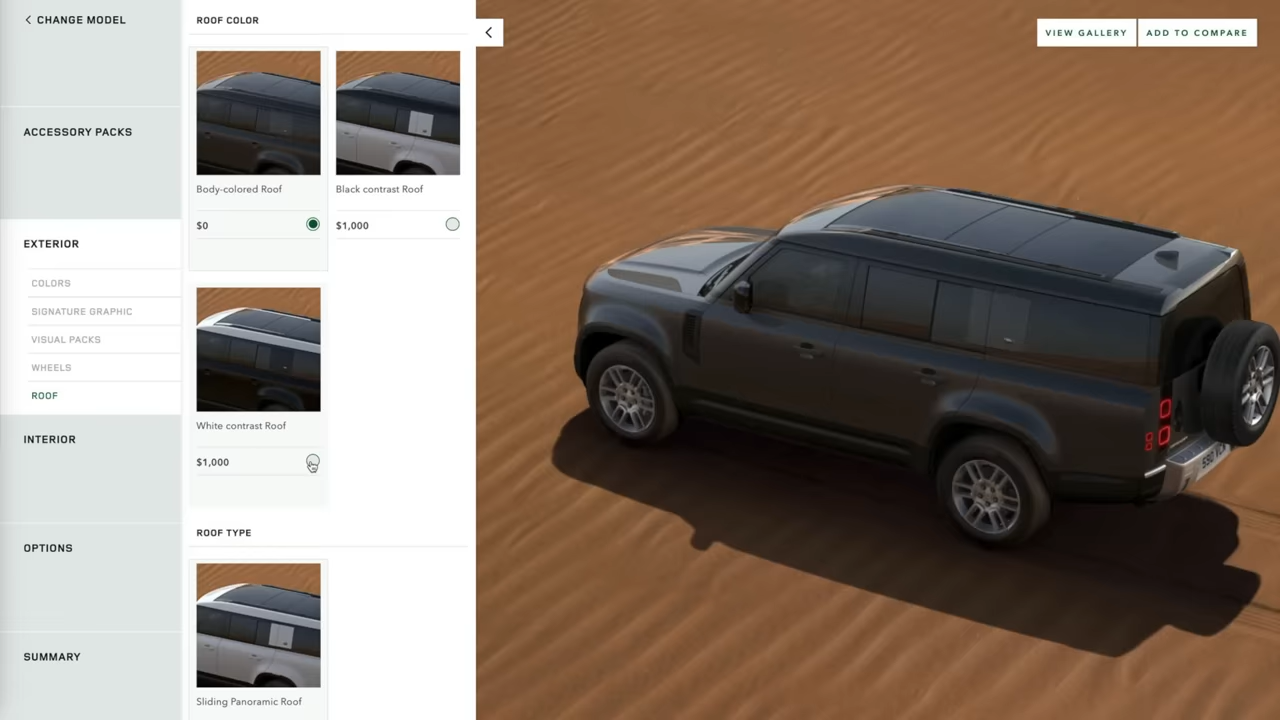 CHANGE MODEL
ACCESSORY PACKS
EXTERIOR
COLORS
SIGNATURE GRAPHIC
VISUAL PACKS
WHEELS
ROOF
INTERIOR
OPTIONS
SUMMARY
ROOF COLOR
Body-colored Roof
$0
Black contrast Roof
$1,000
White contrast Roof
$1,000
ROOF TYPE
Sliding Panoramic Roof
VIEW GALLERY
ADD TO COMPARE